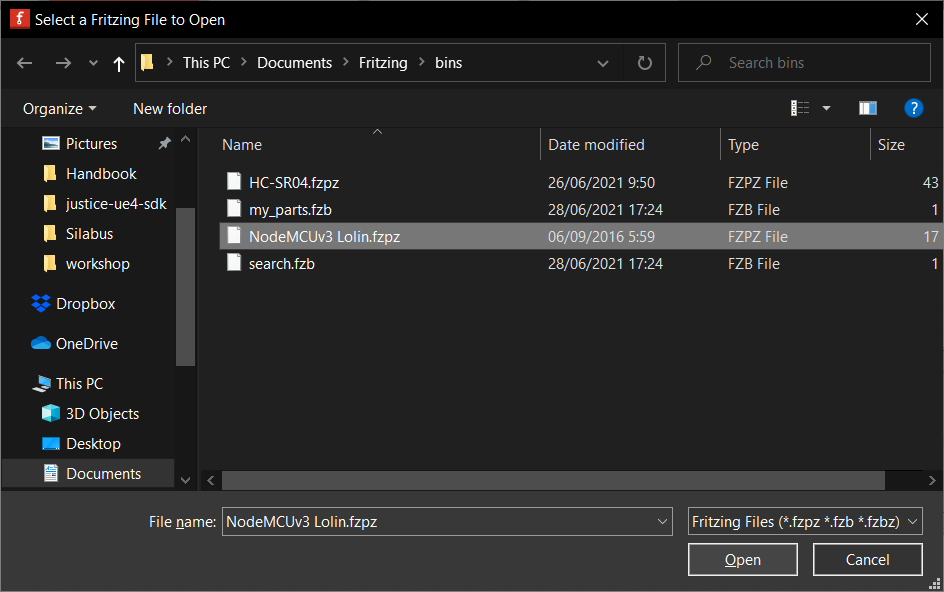 Select a Fritzing File to Open
This PC Documents Fritzing bins
Search bins
Organize New folder
?
Pictures
Handbook
justice-ue4-sdk
Silabus
workshop
Dropbox
OneDrive
This PC
3D Objects
Desktop
Documents
Name Date modified Type Size
HC-SR04.fzpz 26/06/2021 9:50 FZPZ File 43
my_parts.fzb 28/06/2021 17:24 FZB File 1
NodeMCUv3 Lolin.fzpz 06/09/2016 5:59 FZPZ File 17
search.fzb 28/06/2021 17:24 FZB File 1
File name: NodeMCUv3 Lolin.fzpz Fritzing Files (*.fzpz *.fzb *.fzbz)
Open Cancel